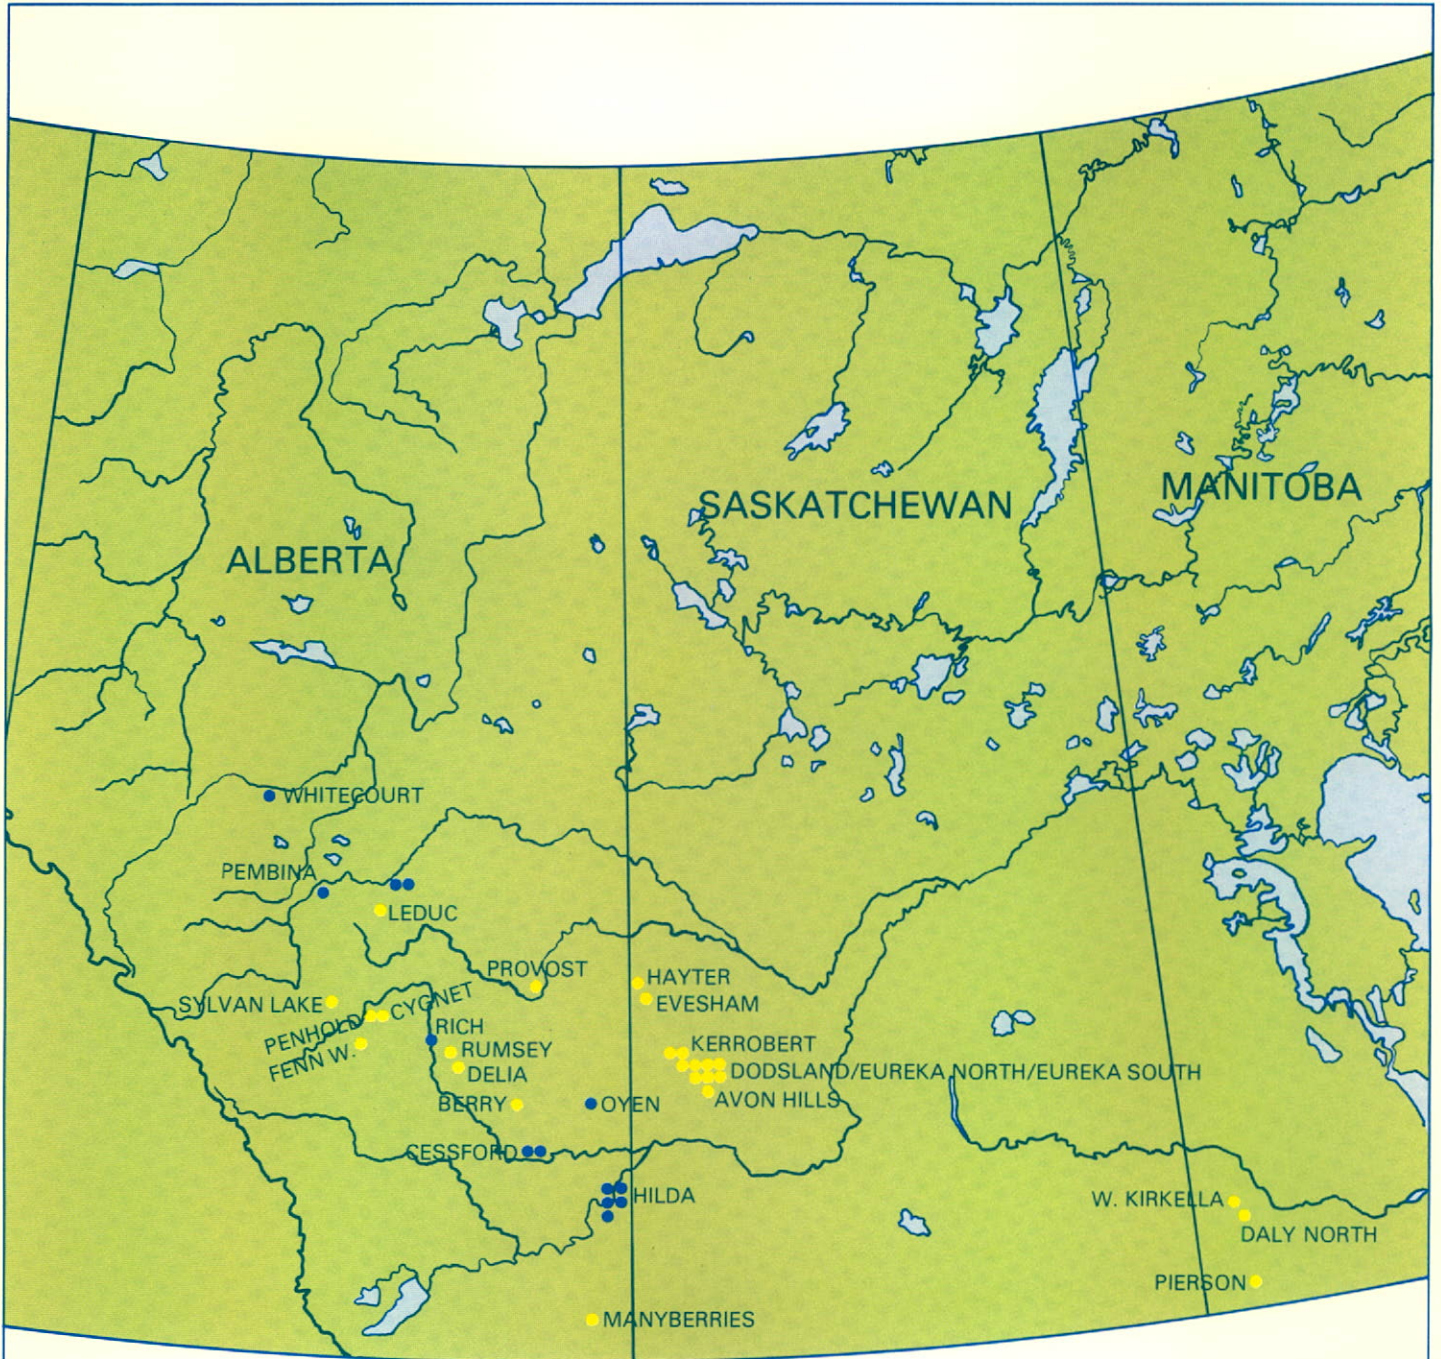 SASKATCHEWAN
MANITOBA
ALBERTA
WHITECOURT
PEMBINA
LEDUC
PROVOST
HAYTER
SYLVAN LAKE
CYGNET
EVESHAM
PENHOLD
RICH
KERROBERT
FENN W.
RUMSEY
DELIA
DODSLAND/EUREKA NORTH/EUREKA SOUTH
BERRY
OYEN
AVON HILLS
CESSFORD
HILDA
W. KIRKELLA
DALY NORTH
PIERSON
MANYBERRIES